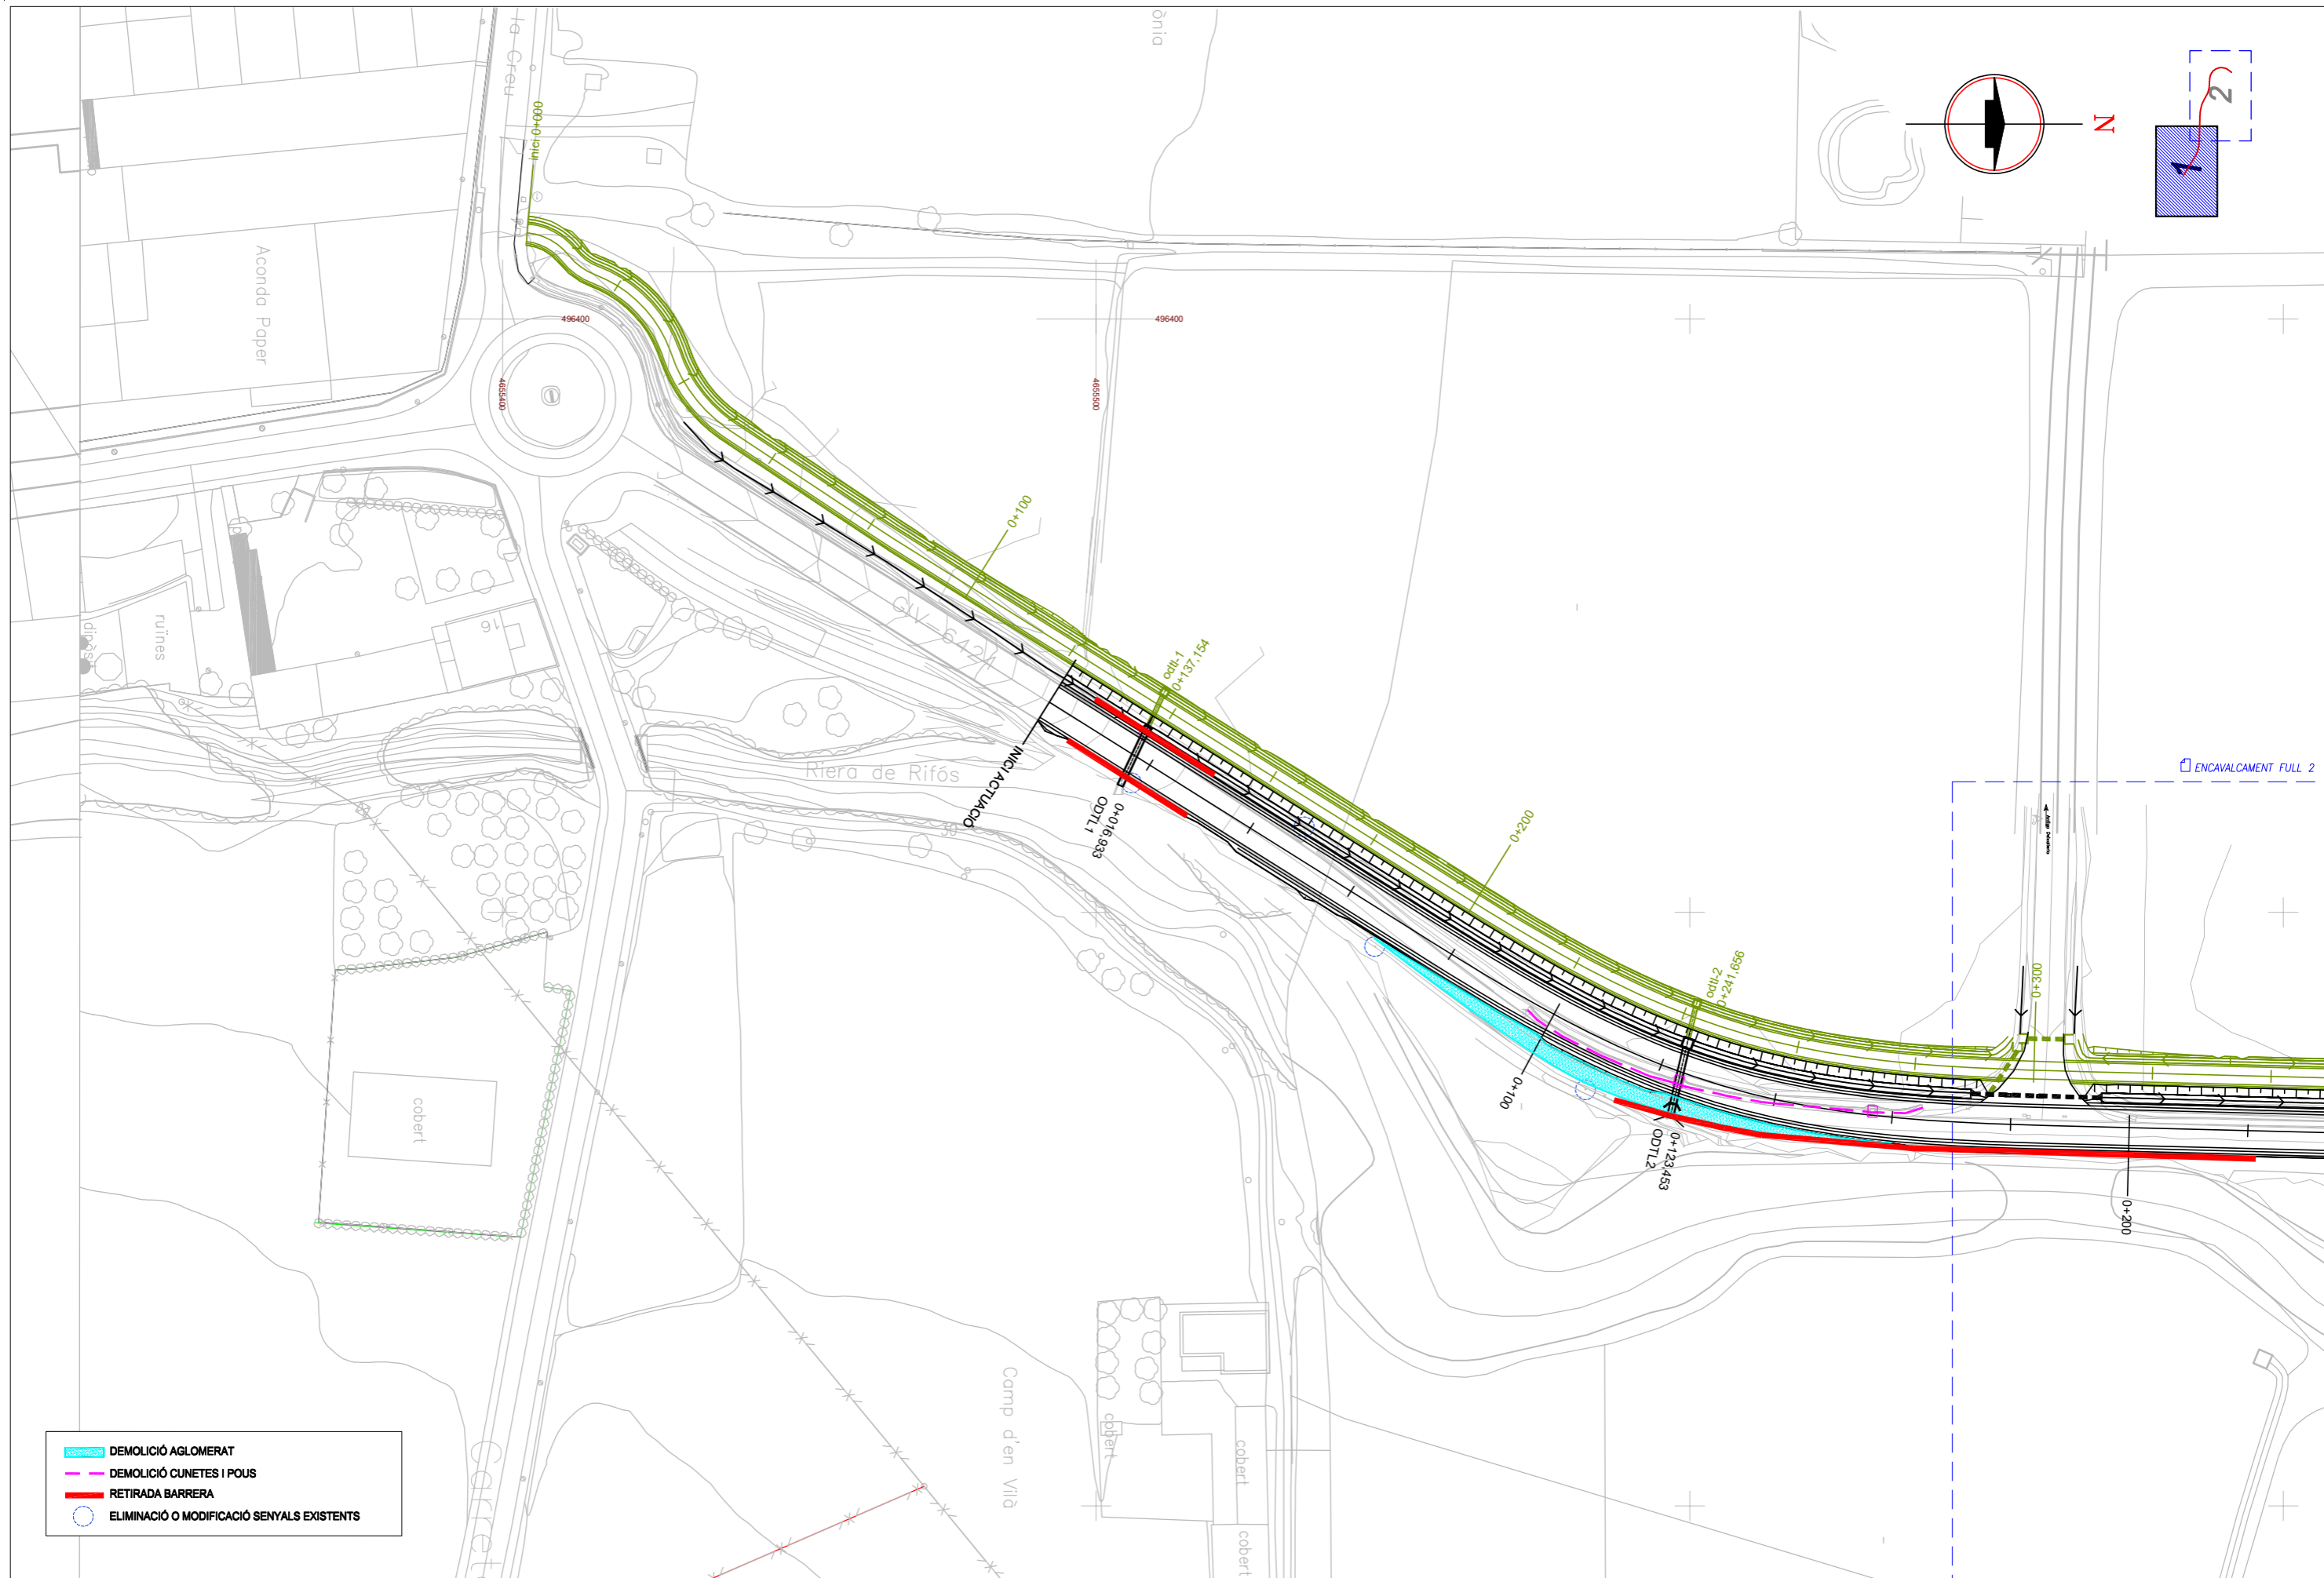 la Creu
ònia
inici 0+000
N
2
1
Aconda Paper
496400
496400
465400
465500
0+100
GIV-6424
ruïnes
16
odtl-1
0+137,154
INICI ACTUACIÓ
Riera de Rifós
0+016,933
ODTL1
0+200
ENCAVALCAMENT FULL 2
odtl-2
0+241,656
0+300
0+100
0+123,453
ODTL2
0+200
cobert
Camp d'en Vilà
cobert
cobert
cobert
Carret
DEMOLICIÓ AGLOMERAT
DEMOLICIÓ CUNETES I POUS
RETIRADA BARRERA
ELIMINACIÓ O MODIFICACIÓ SENYALS EXISTENTS